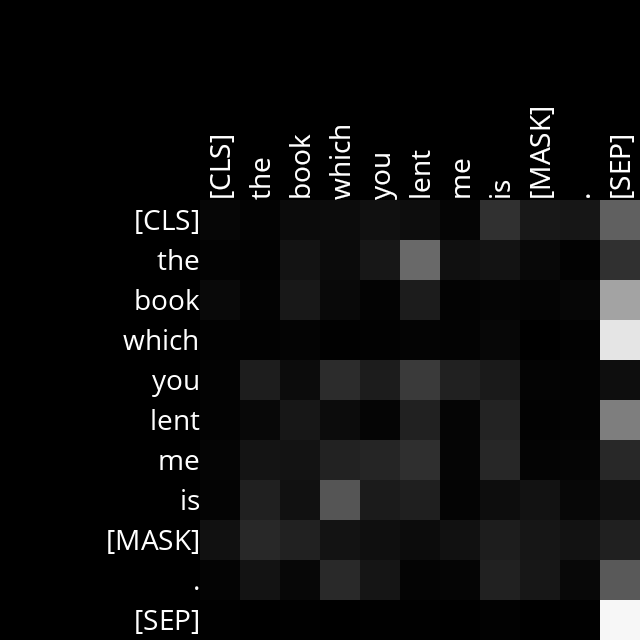 [CLS] the book which you lent me is [MASK] . [SEP]
[CLS]
the
book
which
you
lent
me
is
[MASK]
.
[SEP]